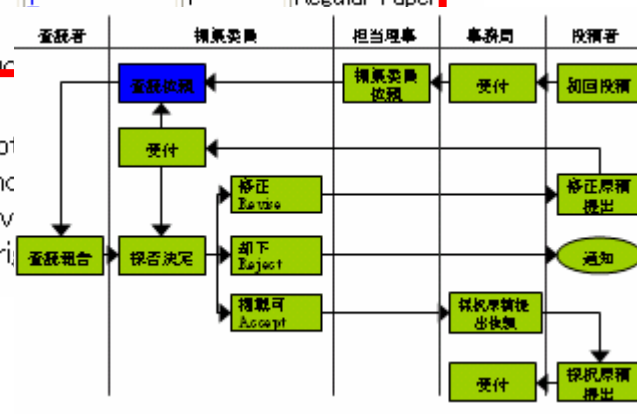 Regular Paper
査読者 編集委員 担当理事 事務局 投稿者
査読依頼
編集委員
依頼
受付
初回投稿
受付
修正
Revise
修正原稿
提出
査読報告
採否決定
却下
Reject
通知
掲載可
Accept
採択原稿提
出依頼
受付
採択原稿
提出